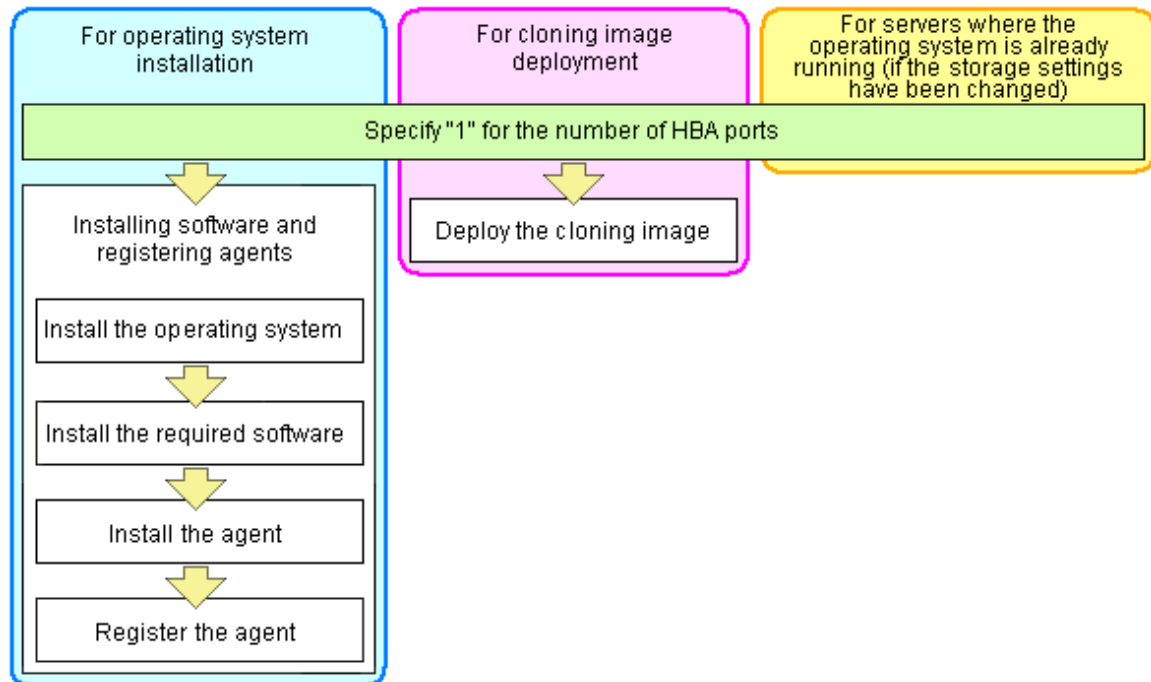 For operating system
installation
For cloning image
deployment
For servers where the
operating system is already
running (if the storage settings
have been changed)
Specify "1" for the number of HBA ports
Installing software and
registering agents
Deploy the cloning image
Install the operating system
Install the required software
Install the agent
Register the agent